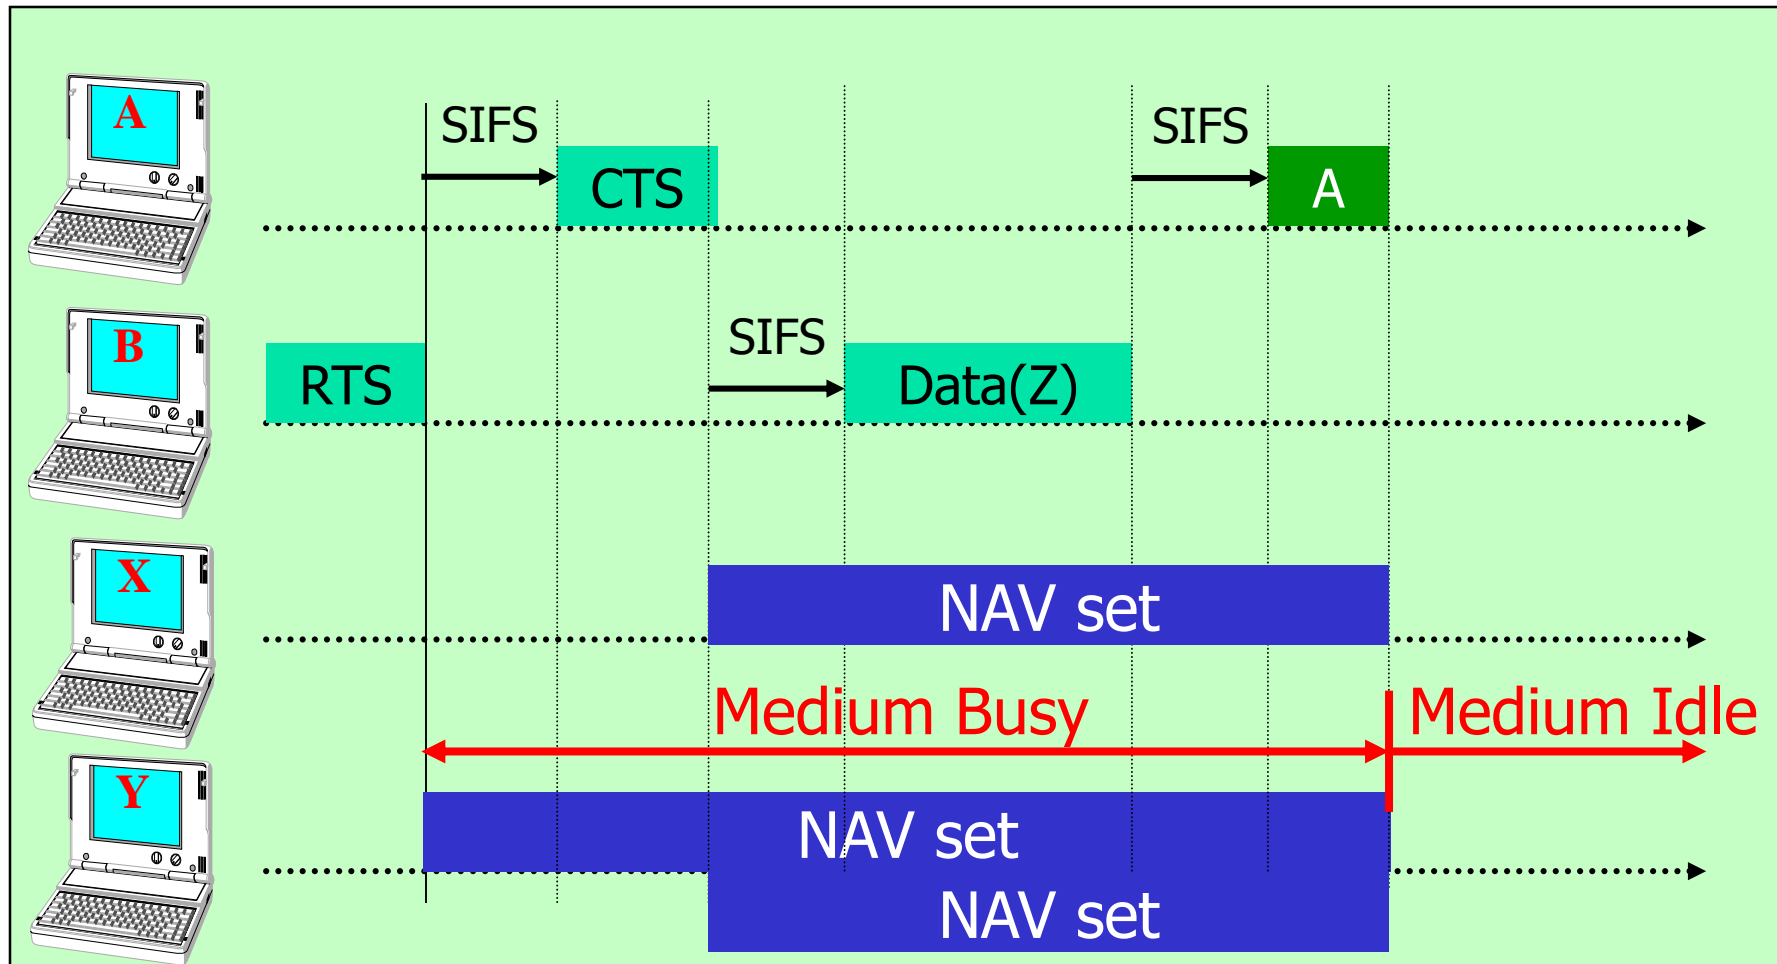 A
SIFS
SIFS
CTS
A
B
SIFS
RTS
Data(Z)
X
NAV set
Medium Busy
Medium Idle
Y
NAV set
NAV set